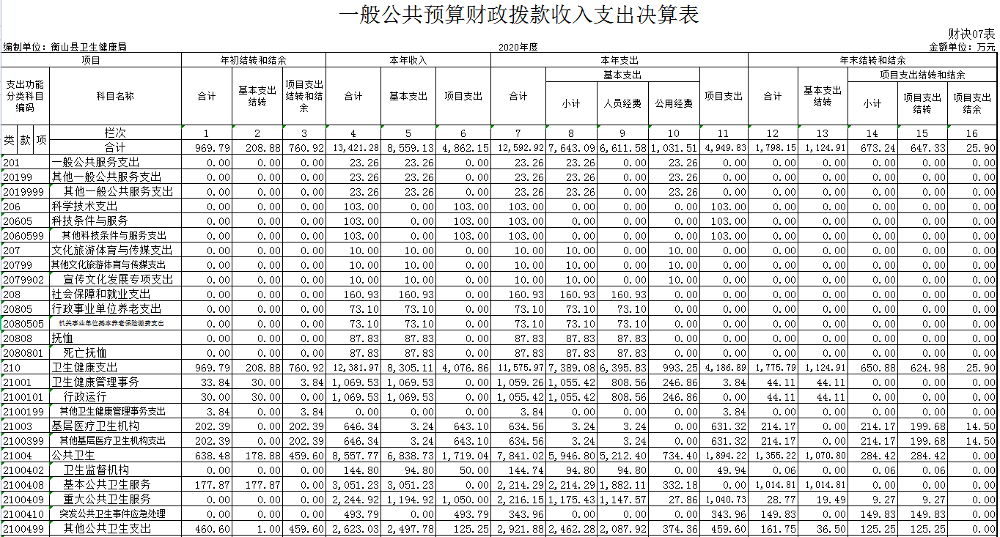 一般公共预算财政拨款收入支出决算表
财决07表
编制单位：衡山县卫生健康局 2020年度 金额单位：万元
项目 年初结转和结余 本年收入 本年支出 年末结转和结余
支出功能分类科目编码 科目名称 合计 基本支出结转 项目支出结转和结余 合计 基本支出 项目支出 合计 基本支出 项目支出 合计 基本支出结转 项目支出结转和结余
小计 人员经费 公用经费 小计 项目支出结转 项目支出结余
类 款 项 栏次 1 2 3 4 5 6 7 8 9 10 11 12 13 14 15 16
合计 969.79 208.88 760.92 13,421.28 8,559.13 4,862.15 12,592.92 7,643.09 6,611.58 1,031.51 4,949.83 1,798.15 1,124.91 673.24 647.33 25.90
201 一般公共服务支出 0.00 0.00 0.00 23.26 23.26 0.00 23.26 23.26 0.00 23.26 0.00 0.00 0.00 0.00 0.00 0.00
20199 其他一般公共服务支出 0.00 0.00 0.00 23.26 23.26 0.00 23.26 23.26 0.00 23.26 0.00 0.00 0.00 0.00 0.00 0.00
2019999 其他一般公共服务支出 0.00 0.00 0.00 23.26 23.26 0.00 23.26 23.26 0.00 23.26 0.00 0.00 0.00 0.00 0.00 0.00
206 科学技术支出 0.00 0.00 0.00 103.00 0.00 103.00 103.00 0.00 0.00 0.00 103.00 0.00 0.00 0.00 0.00 0.00
20605 科技条件与服务 0.00 0.00 0.00 103.00 0.00 103.00 103.00 0.00 0.00 0.00 103.00 0.00 0.00 0.00 0.00 0.00
2060599 其他科技条件与服务支出 0.00 0.00 0.00 103.00 0.00 103.00 103.00 0.00 0.00 0.00 103.00 0.00 0.00 0.00 0.00 0.00
207 文化旅游体育与传媒支出 0.00 0.00 0.00 10.00 10.00 0.00 10.00 10.00 0.00 10.00 0.00 0.00 0.00 0.00 0.00 0.00
20799 其他文化旅游体育与传媒支出 0.00 0.00 0.00 10.00 10.00 0.00 10.00 10.00 0.00 10.00 0.00 0.00 0.00 0.00 0.00 0.00
2079902 宣传文化发展专项支出 0.00 0.00 0.00 10.00 10.00 0.00 10.00 10.00 0.00 10.00 0.00 0.00 0.00 0.00 0.00 0.00
208 社会保障和就业支出 0.00 0.00 0.00 160.93 160.93 0.00 160.93 160.93 160.93 0.00 0.00 0.00 0.00 0.00 0.00 0.00
20805 行政事业单位养老支出 0.00 0.00 0.00 73.10 73.10 0.00 73.10 73.10 73.10 0.00 0.00 0.00 0.00 0.00 0.00 0.00
2080505 机关事业单位基本养老保险缴费支出 0.00 0.00 0.00 73.10 73.10 0.00 73.10 73.10 73.10 0.00 0.00 0.00 0.00 0.00 0.00 0.00
20808 抚恤 0.00 0.00 0.00 87.83 87.83 0.00 87.83 87.83 87.83 0.00 0.00 0.00 0.00 0.00 0.00 0.00
2080801 死亡抚恤 0.00 0.00 0.00 87.83 87.83 0.00 87.83 87.83 87.83 0.00 0.00 0.00 0.00 0.00 0.00 0.00
210 卫生健康支出 969.79 208.88 760.92 12,381.97 8,305.11 4,076.86 11,575.97 7,389.08 6,395.83 993.25 4,186.89 1,775.79 1,124.91 650.88 624.98 25.90
21001 卫生健康管理事务 33.84 30.00 3.84 1,069.53 1,069.53 0.00 1,059.26 1,055.42 808.56 246.86 3.84 44.11 44.11 0.00 0.00 0.00
2100101 行政运行 30.00 30.00 0.00 1,069.53 1,069.53 0.00 1,055.42 1,055.42 808.56 246.86 0.00 44.11 44.11 0.00 0.00 0.00
2100199 其他卫生健康管理事务支出 3.84 0.00 3.84 0.00 0.00 0.00 3.84 0.00 0.00 0.00 3.84 0.00 0.00 0.00 0.00 0.00
21003 基层医疗卫生机构 202.39 0.00 202.39 646.34 3.24 643.10 634.56 3.24 3.24 0.00 631.32 214.17 0.00 214.17 199.68 14.50
2100399 其他基层医疗卫生机构支出 202.39 0.00 202.39 646.34 3.24 643.10 634.56 3.24 3.24 0.00 631.32 214.17 0.00 214.17 199.68 14.50
21004 公共卫生 638.48 178.88 459.60 8,557.77 6,838.73 1,719.04 7,841.02 5,946.80 5,212.40 734.40 1,894.22 1,355.22 1,070.80 284.42 284.42 0.00
2100402 卫生监督机构 0.00 0.00 0.00 144.80 94.80 50.00 144.74 94.80 94.80 0.00 49.94 0.06 0.00 0.06 0.06 0.00
2100408 基本公共卫生服务 177.87 177.87 0.00 3,051.23 3,051.23 0.00 2,214.29 2,214.29 1,882.11 332.18 0.00 1,014.81 1,014.81 0.00 0.00 0.00
2100409 重大公共卫生服务 0.00 0.00 0.00 2,244.92 1,194.92 1,050.00 2,216.15 1,175.43 1,147.57 27.86 1,040.73 28.77 19.49 9.27 9.27 0.00
2100410 突发公共卫生事件应急处理 0.00 0.00 0.00 493.79 0.00 493.79 343.96 0.00 0.00 0.00 343.96 149.83 0.00 149.83 149.83 0.00
2100499 其他公共卫生支出 460.60 1.00 459.60 2,623.03 2,497.78 125.25 2,921.88 2,462.28 2,087.92 374.36 459.60 161.75 36.50 125.25 125.25 0.00